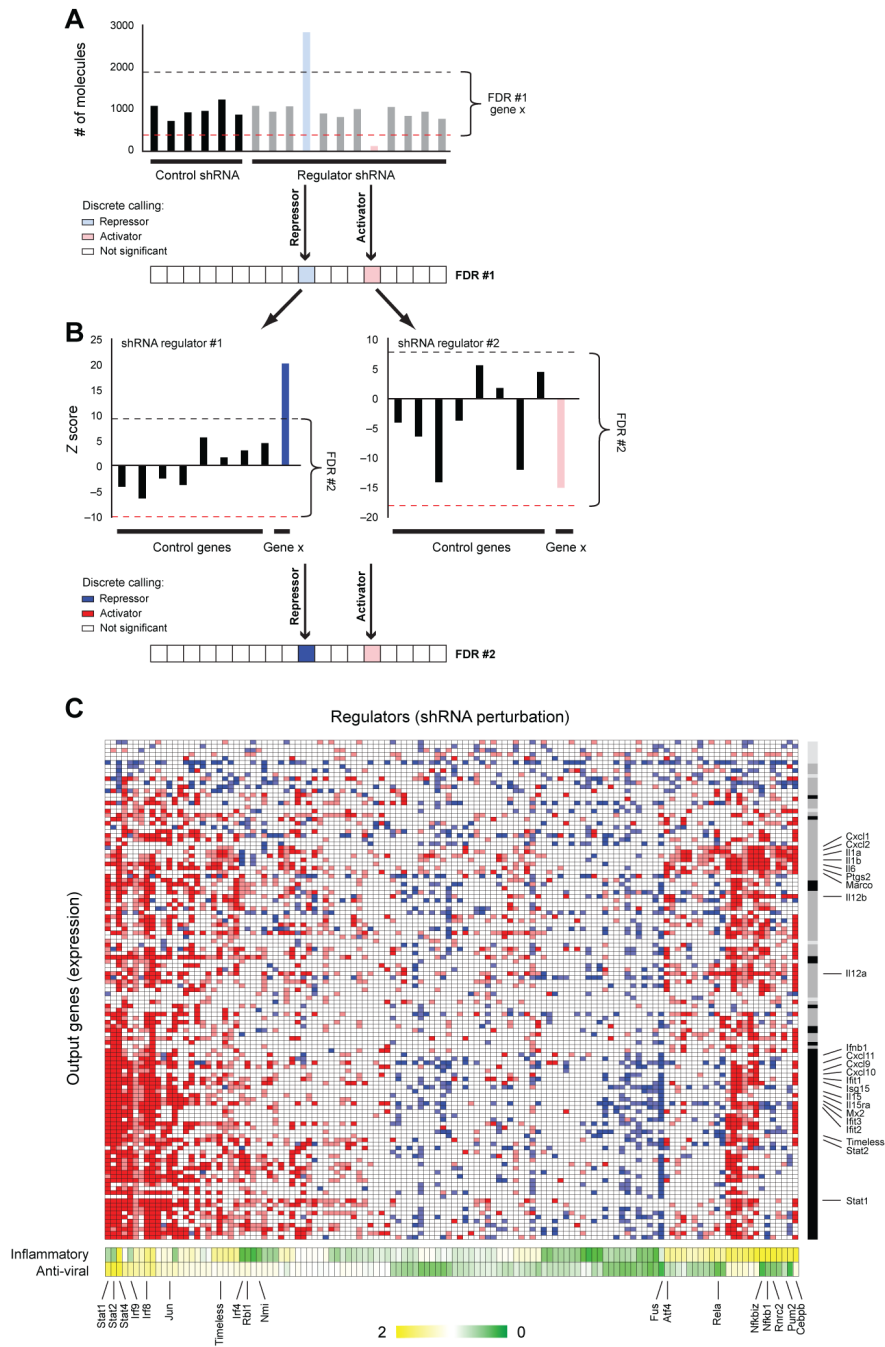 A
3000
2000
1000
0
# of molecules
FDR #1
gene x
Control shRNA
Regulator shRNA
Discrete calling:
Repressor
Activator
Not significant
Repressor
Activator
FDR #1
B
25
20
15
10
5
0
–5
–10
Z score
shRNA regulator #1
FDR #2
Control genes
Gene x
10
5
0
–5
–10
–15
–20
shRNA regulator #2
FDR #2
Control genes
Gene x
Discrete calling:
Repressor
Activator
Not significant
Repressor
Activator
FDR #2
C
Regulators (shRNA perturbation)
Output genes (expression)
Cxcl1
Cxcl2
Il1a
Il1b
Il6
Ptgs2
Marco
Il12b
Il12a
Ifnb1
Cxcl11
Cxcl9
Cxcl10
Ifit1
Isg15
Il15
Il15ra
Mx2
Ifit3
Ifit2
Timeless
Stat2
Stat1
Inflammatory
Anti-viral
Stat1
Stat2
Stat4
Irf9
Irf8
Jun
Timeless
Irf4
Rbl1
Nmi
Fus
Atf4
Rela
Nfkbiz
Nfkb1
Rnrc2
Pum2
Cebpb
2
0